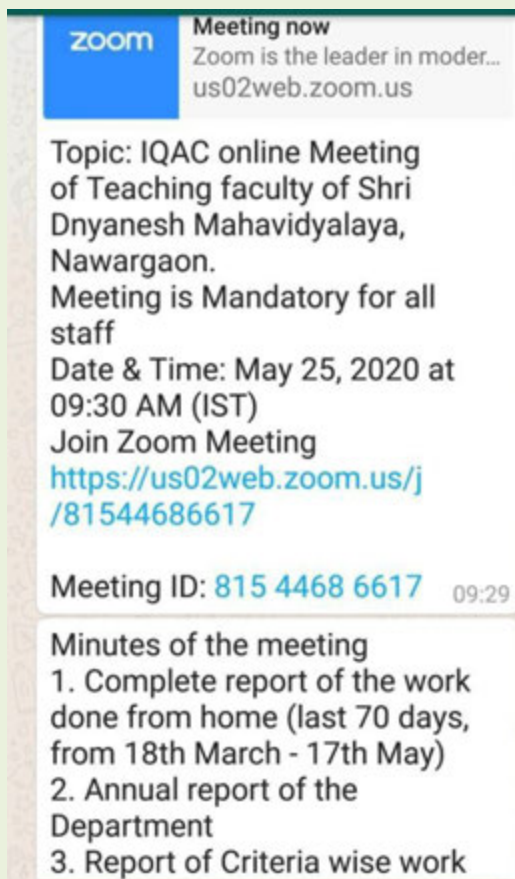 zoom
Meeting now
Zoom is the leader in moder...
us02web.zoom.us
Topic: IQAC online Meeting
of Teaching faculty of Shri
Dnyanesh Mahavidyalaya,
Nawargaon.
Meeting is Mandatory for all
staff
Date & Time: May 25, 2020 at
09:30 AM (IST)
Join Zoom Meeting
https://us02web.zoom.us/j
/81544686617
Meeting ID: 815 4468 6617 09:29
Minutes of the meeting
1. Complete report of the work
done from home (last 70 days,
from 18th March - 17th May)
2. Annual report of the
Department
3. Report of Criteria wise work